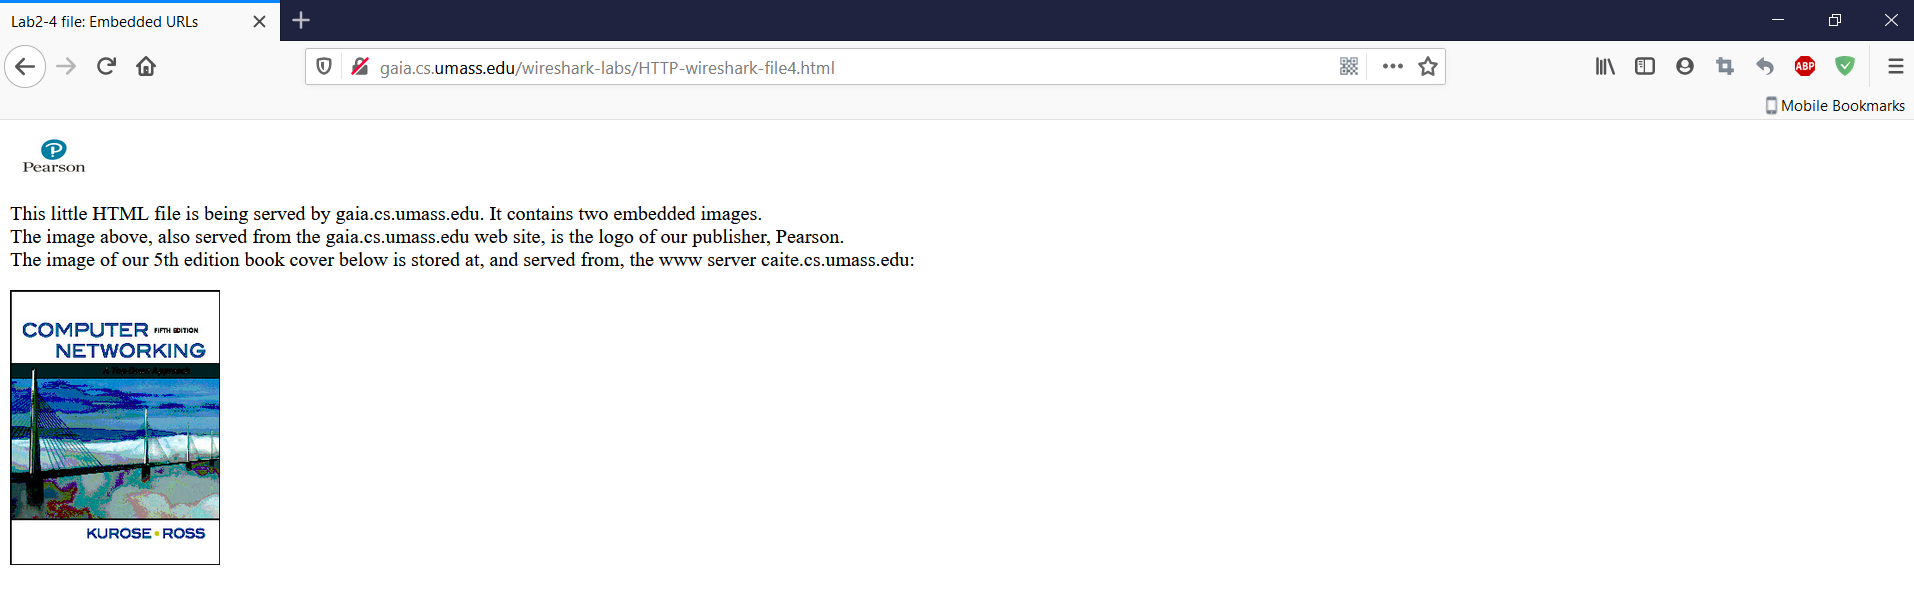 Lab2-4 file: Embedded URLs
gaia.cs.umass.edu/wireshark-labs/HTTP-wireshark-file4.html
ABP
Mobile Bookmarks
P
Pearson
This little HTML file is being served by gaia.cs.umass.edu. It contains two embedded images.
The image above, also served from the gaia.cs.umass.edu web site, is the logo of our publisher, Pearson.
The image of our 5th edition book cover below is stored at, and served from, the www server caite.cs.umass.edu:
COMPUTER FIFTH EDITION
NETWORKING
A Top-Down Approach
KUROSE • ROSS